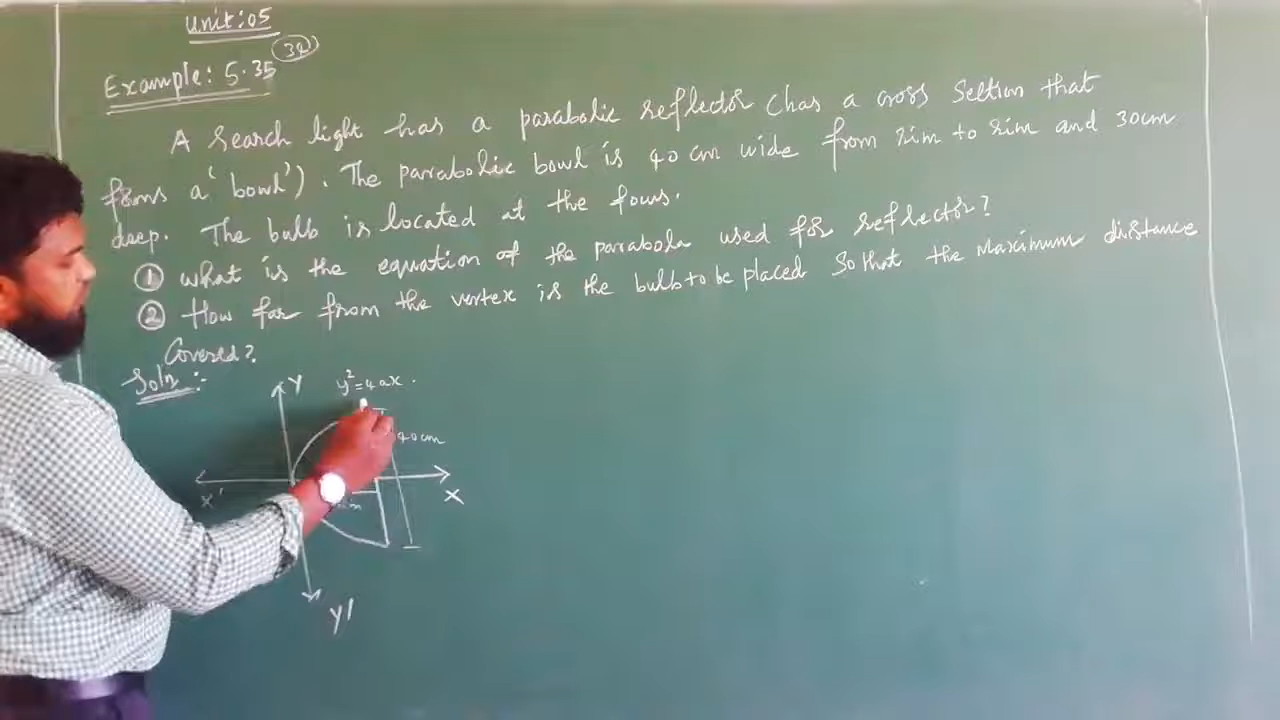 Unit:05
Example: 5.35
A search light has a parabolic reflector (has a cross section that
forms a 'bowl'). The parabolic bowl is 40 cm wide from rim to rim and 30cm
deep. The bulb is located at the focus.
① what is the equation of the parabola used for reflector?
② How far from the vertex is the bulb to be placed so that the Maximum distance
Covered?
Soln:-
Y
y²=4ax.
40cm
X'
X
Y'